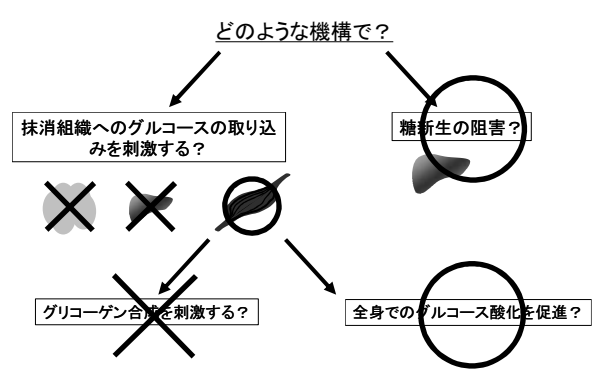 どのような機構で？
抹消組織へのグルコースの取り込
みを刺激する？
糖新生の阻害？
グリコーゲン合成を刺激する？
全身でのグルコース酸化を促進？